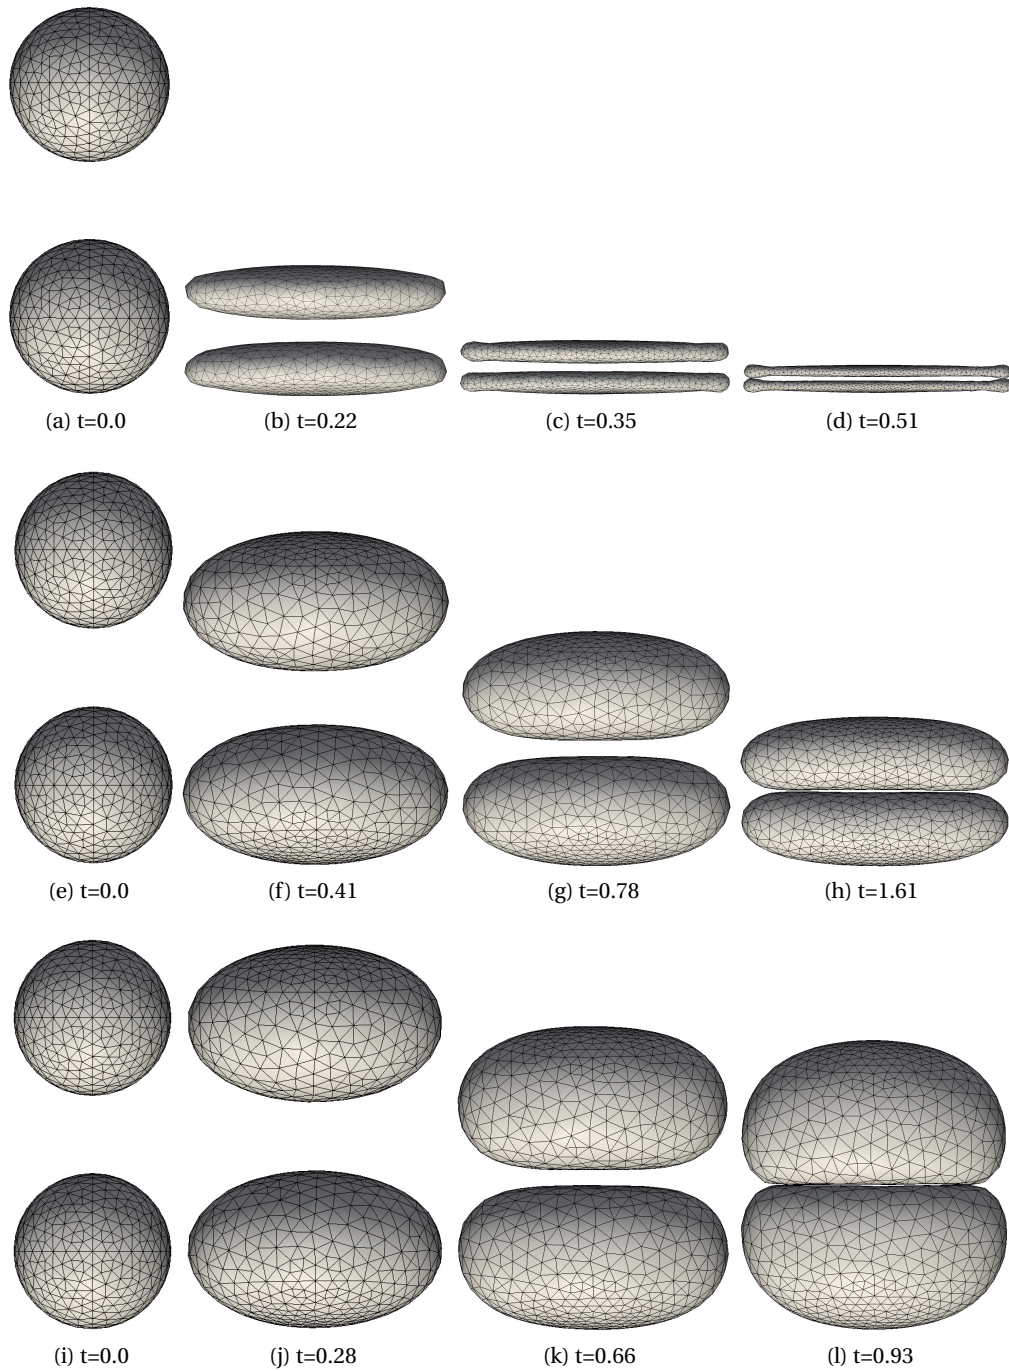 (a) t=0.0
(b) t=0.22
(c) t=0.35
(d) t=0.51
(e) t=0.0
(f) t=0.41
(g) t=0.78
(h) t=1.61
(i) t=0.0
(j) t=0.28
(k) t=0.66
(l) t=0.93